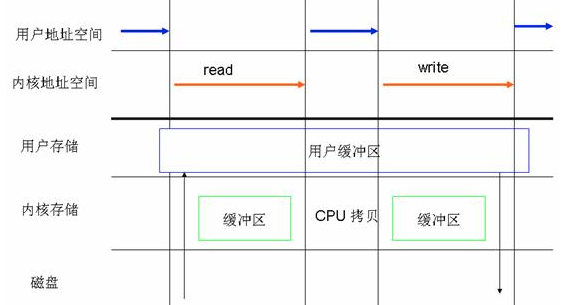 用户地址空间
内核地址空间
read
write
用户存储
用户缓冲区
内核存储
缓冲区
CPU 拷贝
缓冲区
磁盘